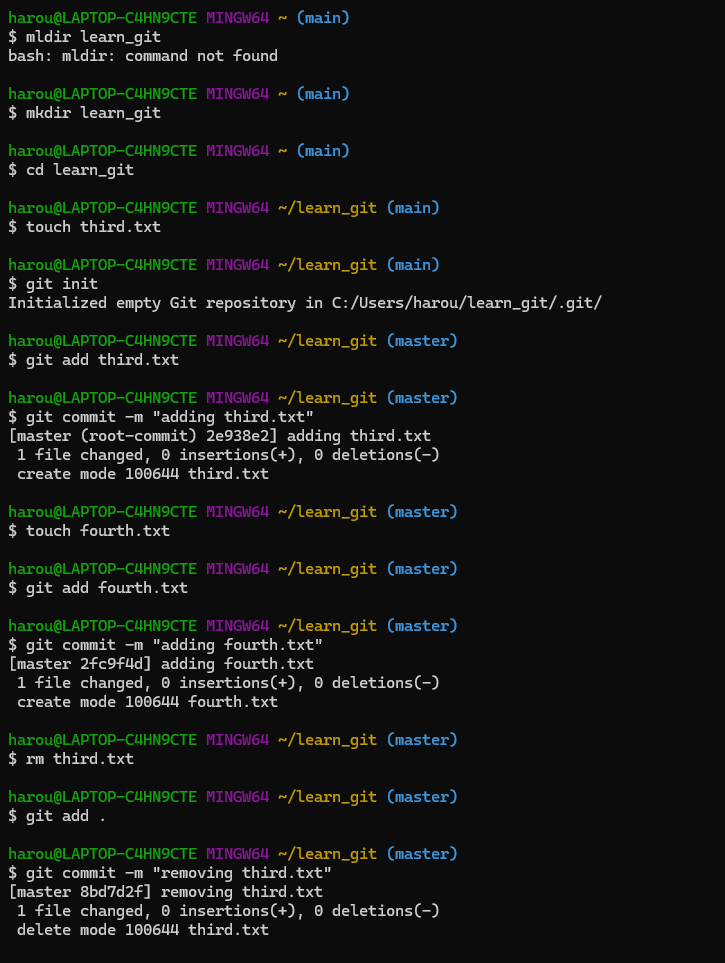 harou@LAPTOP-C4HN9CTE MINGW64 ~ (main)
$ mldir learn_git
bash: mldir: command not found
harou@LAPTOP-C4HN9CTE MINGW64 ~ (main)
$ mkdir learn_git
harou@LAPTOP-C4HN9CTE MINGW64 ~ (main)
$ cd learn_git
harou@LAPTOP-C4HN9CTE MINGW64 ~/learn_git (main)
$ touch third.txt
harou@LAPTOP-C4HN9CTE MINGW64 ~/learn_git (main)
$ git init
Initialized empty Git repository in C:/Users/harou/learn_git/.git/
harou@LAPTOP-C4HN9CTE MINGW64 ~/learn_git (master)
$ git add third.txt
harou@LAPTOP-C4HN9CTE MINGW64 ~/learn_git (master)
$ git commit -m "adding third.txt"
[master (root-commit) 2e938e2] adding third.txt
 1 file changed, 0 insertions(+), 0 deletions(-)
 create mode 100644 third.txt
harou@LAPTOP-C4HN9CTE MINGW64 ~/learn_git (master)
$ touch fourth.txt
harou@LAPTOP-C4HN9CTE MINGW64 ~/learn_git (master)
$ git add fourth.txt
harou@LAPTOP-C4HN9CTE MINGW64 ~/learn_git (master)
$ git commit -m "adding fourth.txt"
[master 2fc9f4d] adding fourth.txt
 1 file changed, 0 insertions(+), 0 deletions(-)
 create mode 100644 fourth.txt
harou@LAPTOP-C4HN9CTE MINGW64 ~/learn_git (master)
$ rm third.txt
harou@LAPTOP-C4HN9CTE MINGW64 ~/learn_git (master)
$ git add .
harou@LAPTOP-C4HN9CTE MINGW64 ~/learn_git (master)
$ git commit -m "removing third.txt"
[master 8bd7d2f] removing third.txt
 1 file changed, 0 insertions(+), 0 deletions(-)
 delete mode 100644 third.txt